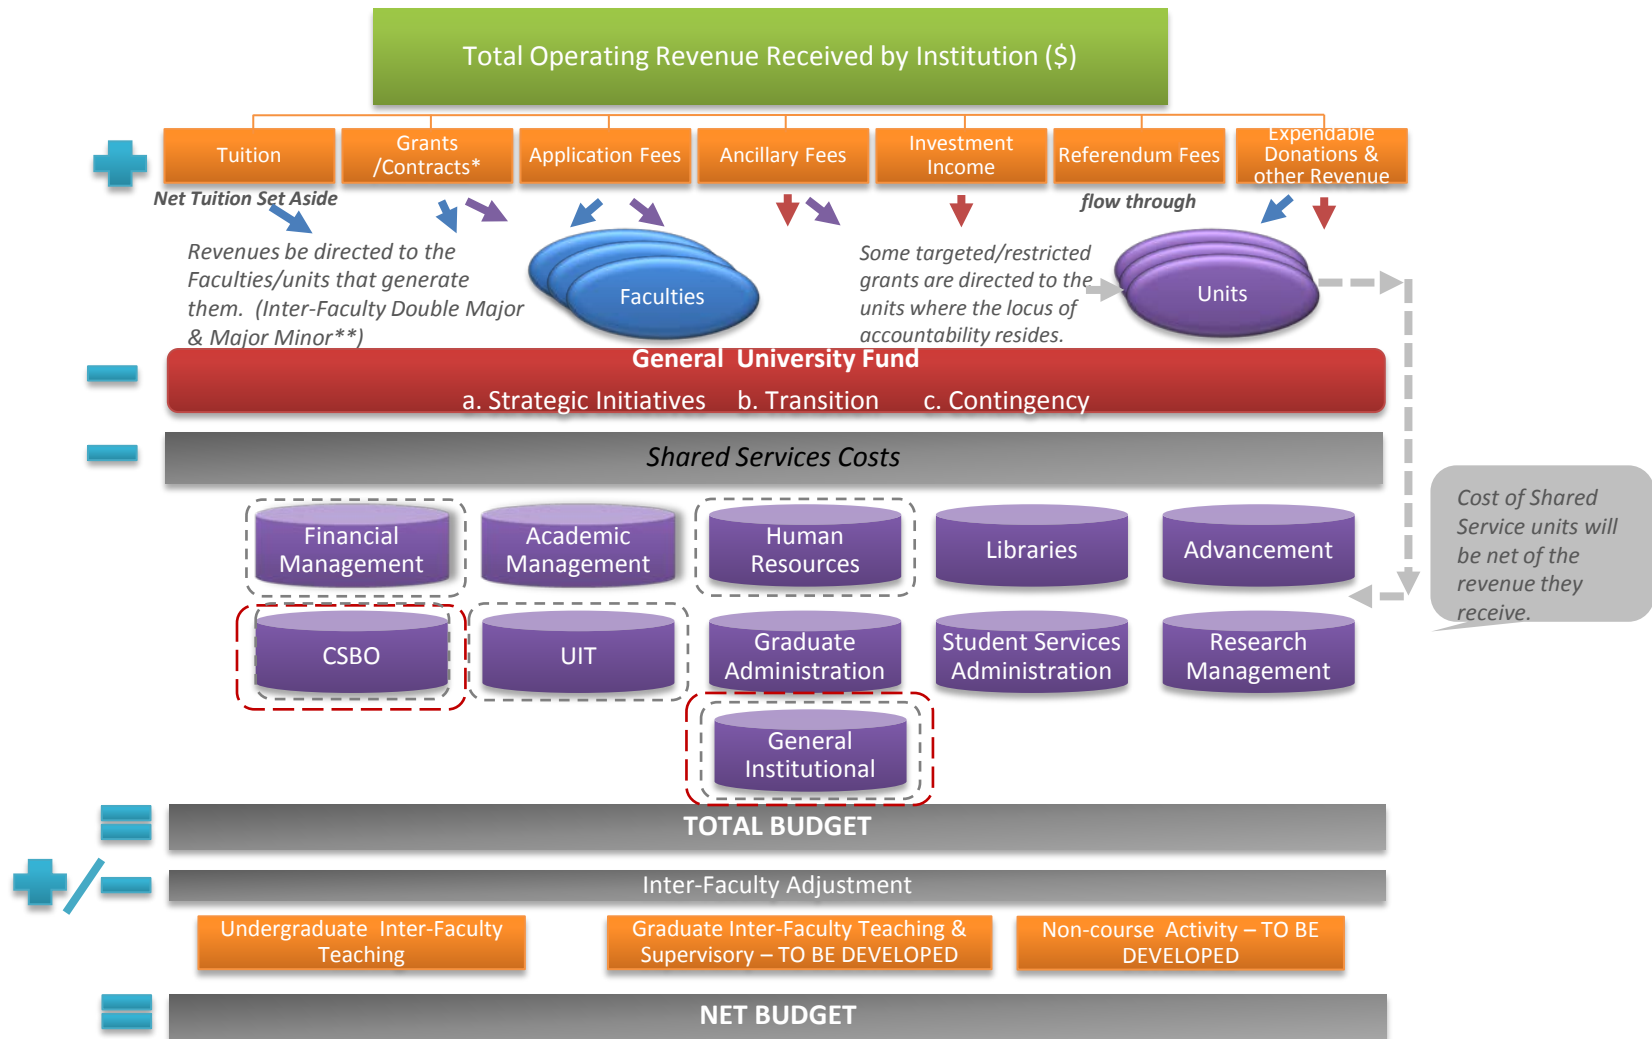 Total Operating Revenue Received by Institution ($)
Tuition
Grants
/Contracts*
Application Fees
Ancillary Fees
Investment
Income
Referendum Fees
Expendable
Donations &
other Revenue
Net Tuition Set Aside
flow through
Revenues be directed to the
Faculties/units that generate
them.  (Inter-Faculty Double Major
& Major Minor**)
Faculties
Some targeted/restricted
grants are directed to the
units where the locus of
accountability resides.
Units
General  University Fund
a. Strategic Initiatives     b. Transition       c. Contingency
Shared Services Costs
Financial
Management
Academic
Management
Human
Resources
Libraries
Advancement
Cost of Shared
Service units will
be net of the
revenue they
receive.
CSBO
UIT
Graduate
Administration
Student Services
Administration
Research
Management
General
Institutional
TOTAL BUDGET
Inter-Faculty Adjustment
Undergraduate  Inter-Faculty
Teaching
Graduate Inter-Faculty Teaching &
Supervisory – TO BE DEVELOPED
Non-course Activity – TO BE
DEVELOPED
NET BUDGET